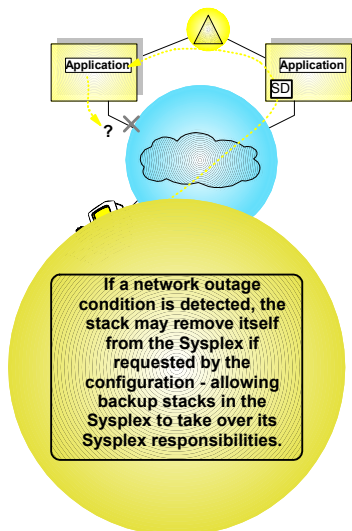 Application
Application
SD
?
If a network outage
condition is detected, the
stack may remove itself
from the Sysplex if
requested by the
configuration - allowing
backup stacks in the
Sysplex to take over its
Sysplex responsibilities.